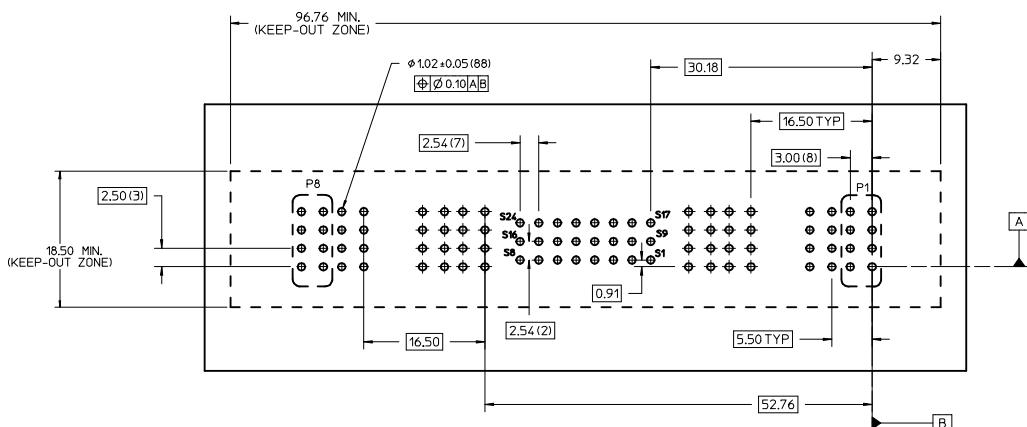 96.76 MIN.
(KEEP-OUT ZONE)
9.32
30.18
⌀1.02 ±0.05 (88)
⌖ ⌀ 0.10 A B
16.50 TYP
2.54 (7)
3.00 (8)
P8
P1
2.50 (3)
S24
S17
S16
S9
S8
S1
A
18.50 MIN.
(KEEP-OUT ZONE)
0.91
2.54 (2)
16.50
5.50 TYP
52.76
B